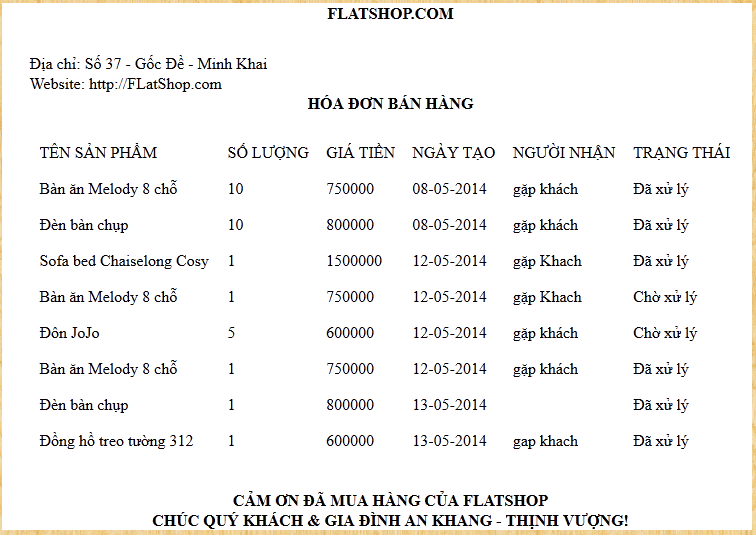 FLATSHOP.COM
Địa chỉ: Số 37 - Gốc Đề - Minh Khai
Website: http://FLatShop.com
HÓA ĐƠN BÁN HÀNG
TÊN SẢN PHẨM SỐ LƯỢNG GIÁ TIỀN NGÀY TẠO NGƯỜI NHẬN TRẠNG THÁI
Bàn ăn Melody 8 chỗ 10 750000 08-05-2014 gặp khách Đã xử lý
Đèn bàn chụp 10 800000 08-05-2014 gặp khách Đã xử lý
Sofa bed Chaiselong Cosy 1 1500000 12-05-2014 gặp Khach Đã xử lý
Bàn ăn Melody 8 chỗ 1 750000 12-05-2014 gặp Khach Chờ xử lý
Đôn JoJo 5 600000 12-05-2014 gặp khách Chờ xử lý
Bàn ăn Melody 8 chỗ 1 750000 12-05-2014 gặp khách Đã xử lý
Đèn bàn chụp 1 800000 13-05-2014 Đã xử lý
Đồng hồ treo tường 312 1 600000 13-05-2014 gap khach Đã xử lý
CẢM ƠN ĐÃ MUA HÀNG CỦA FLATSHOP
CHÚC QUÝ KHÁCH & GIA ĐÌNH AN KHANG - THỊNH VƯỢNG!